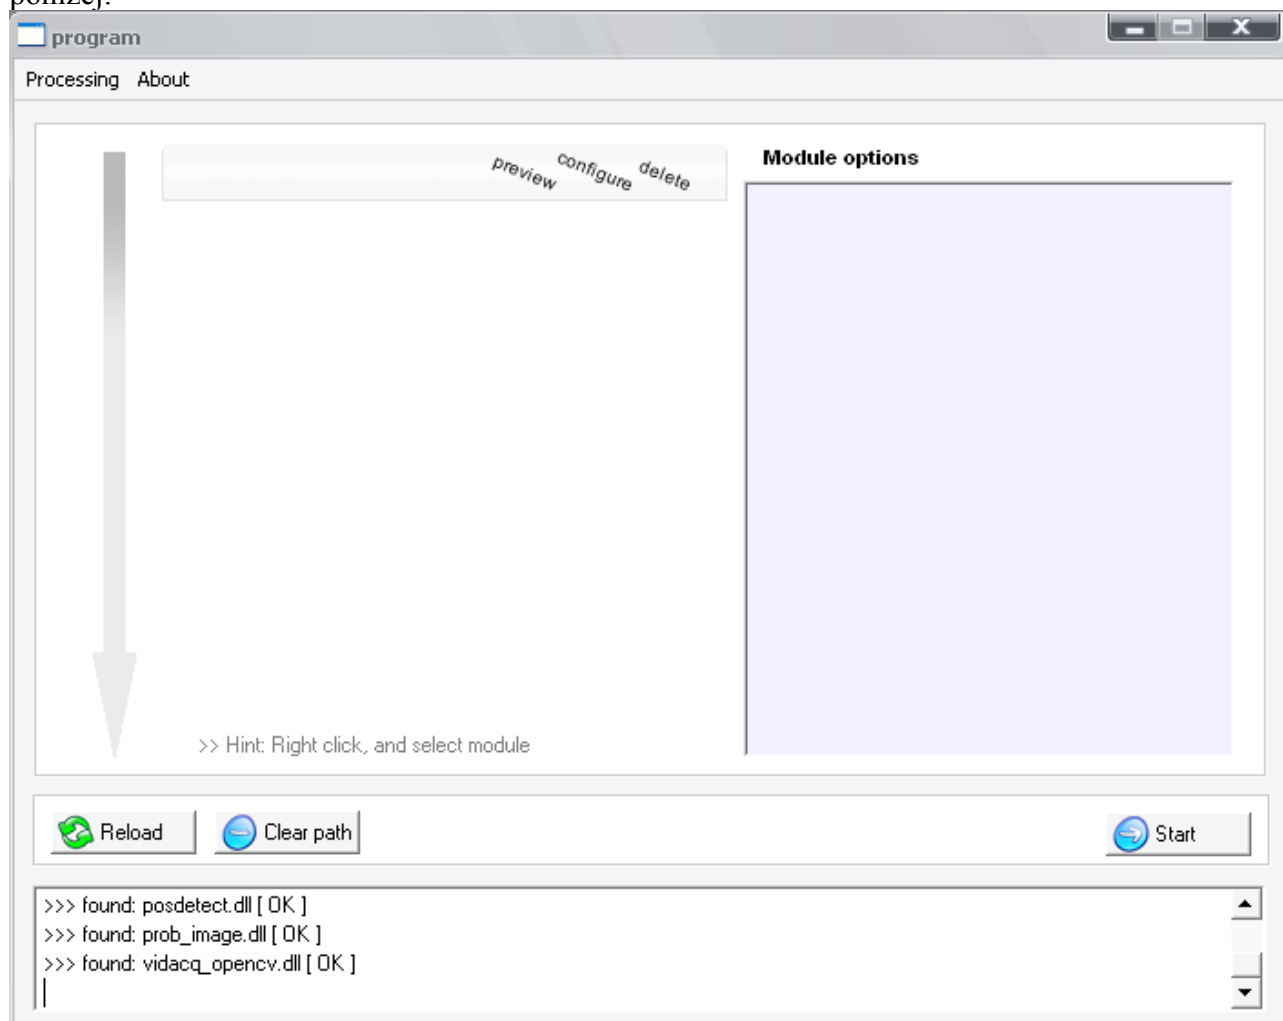 poniżej:
program
Processing About
preview configure delete
Module options
>> Hint: Right click, and select module
Reload Clear path Start
>>> found: posdetect.dll [ OK ]
>>> found: prob_image.dll [ OK ]
>>> found: vidacq_opencv.dll [ OK ]